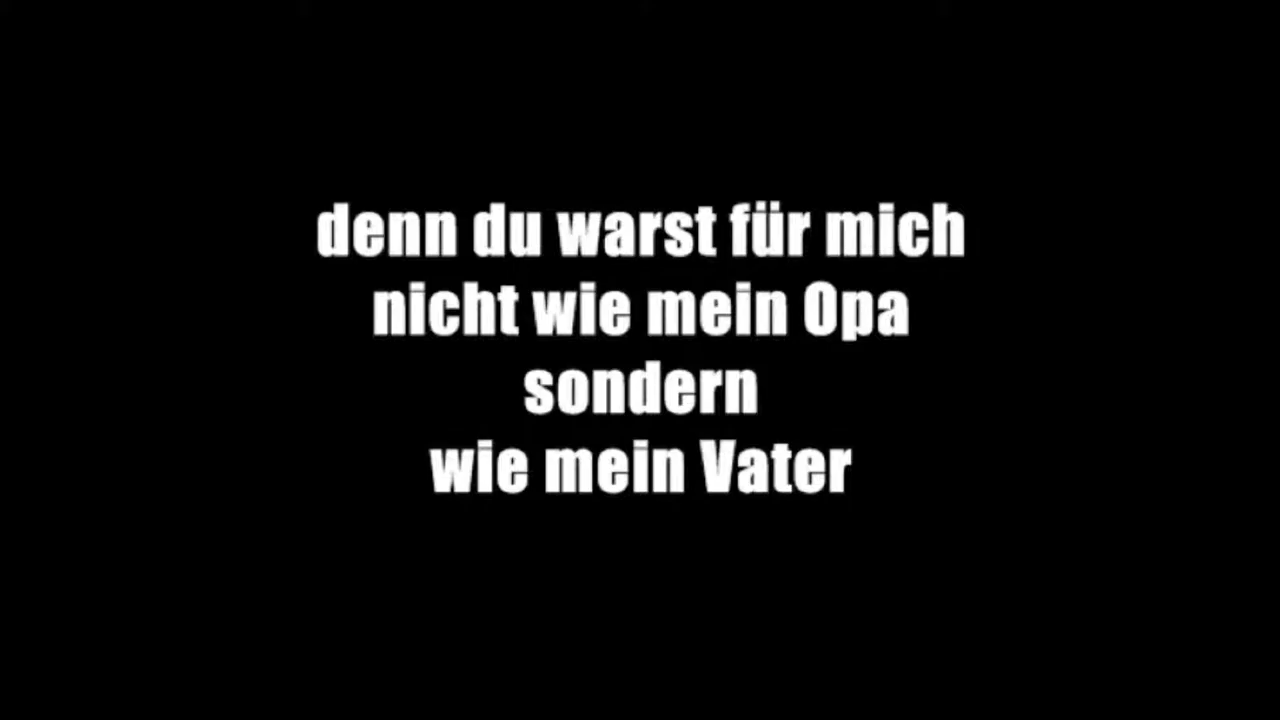 denn du warst für mich
nicht wie mein Opa
sondern
wie mein Vater